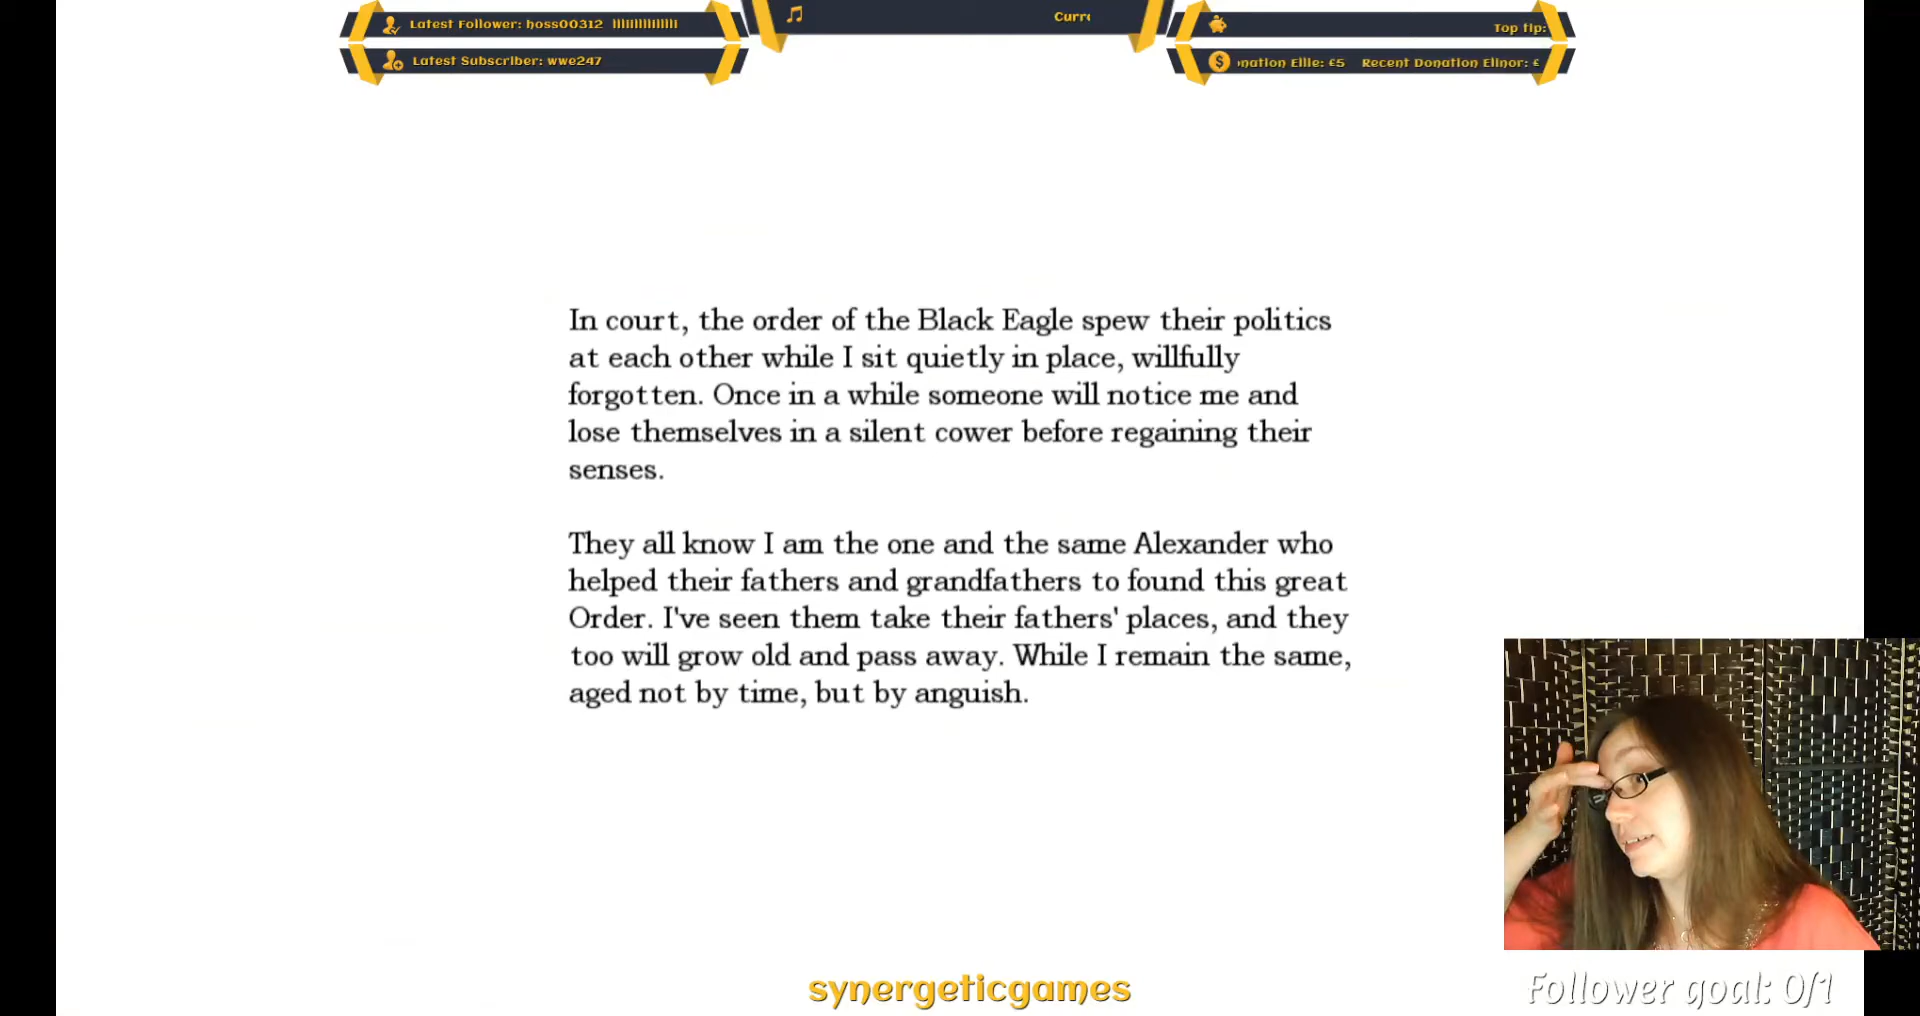 Latest Follower: hoss00312
Latest Subscriber: wwe247
Top tip:
Ellie: £5 Recent Donation Elinor: £
In court, the order of the Black Eagle spew their politics
at each other while I sit quietly in place, willfully
forgotten. Once in a while someone will notice me and
lose themselves in a silent cower before regaining their
senses.
They all know I am the one and the same Alexander who
helped their fathers and grandfathers to found this great
Order. I've seen them take their fathers' places, and they
too will grow old and pass away. While I remain the same,
aged not by time, but by anguish.
synergeticgames
Follower goal: 0/1